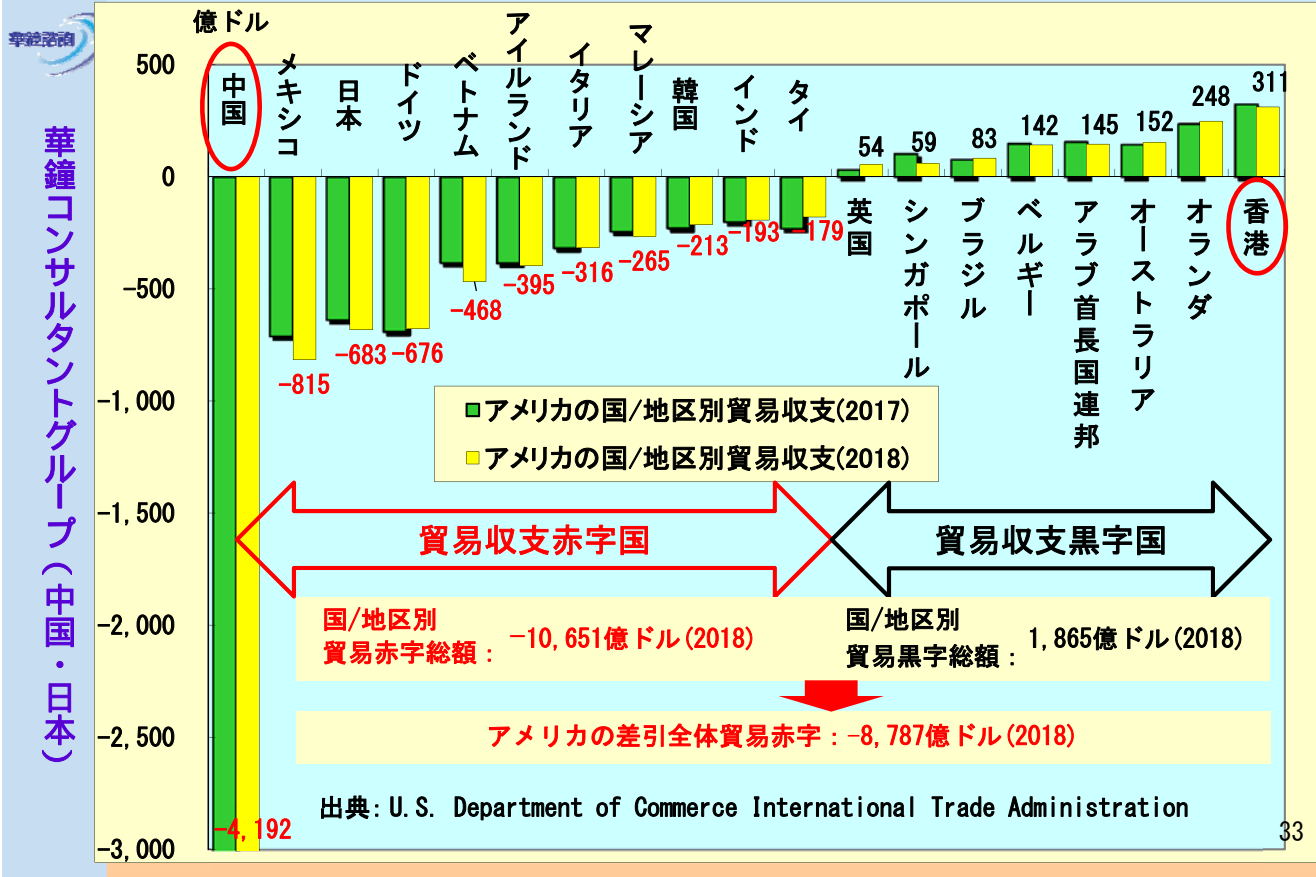 華鐘諮詢
華鐘コンサルタントグループ(中国・日本)
億ドル
500
0
-500
-1,000
-1,500
-2,000
-2,500
-3,000
中国
メキシコ
日本
ドイツ
ベトナム
アイルランド
イタリア
マレーシア
韓国
インド
タイ
英国
シンガポール
ブラジル
ベルギー
アラブ首長国連邦
オーストラリア
オランダ
香港
-4,192
-815
-683
-676
-468
-395
-316
-265
-213
-193
-179
54
59
83
142
145
152
248
311
アメリカの国/地区別貿易収支(2017)
アメリカの国/地区別貿易収支(2018)
貿易収支赤字国
貿易収支黒字国
国/地区別
貿易赤字総額: -10,651億ドル(2018)
国/地区別
貿易黒字総額: 1,865億ドル(2018)
アメリカの差引全体貿易赤字:-8,787億ドル(2018)
出典: U.S. Department of Commerce International Trade Administration
33